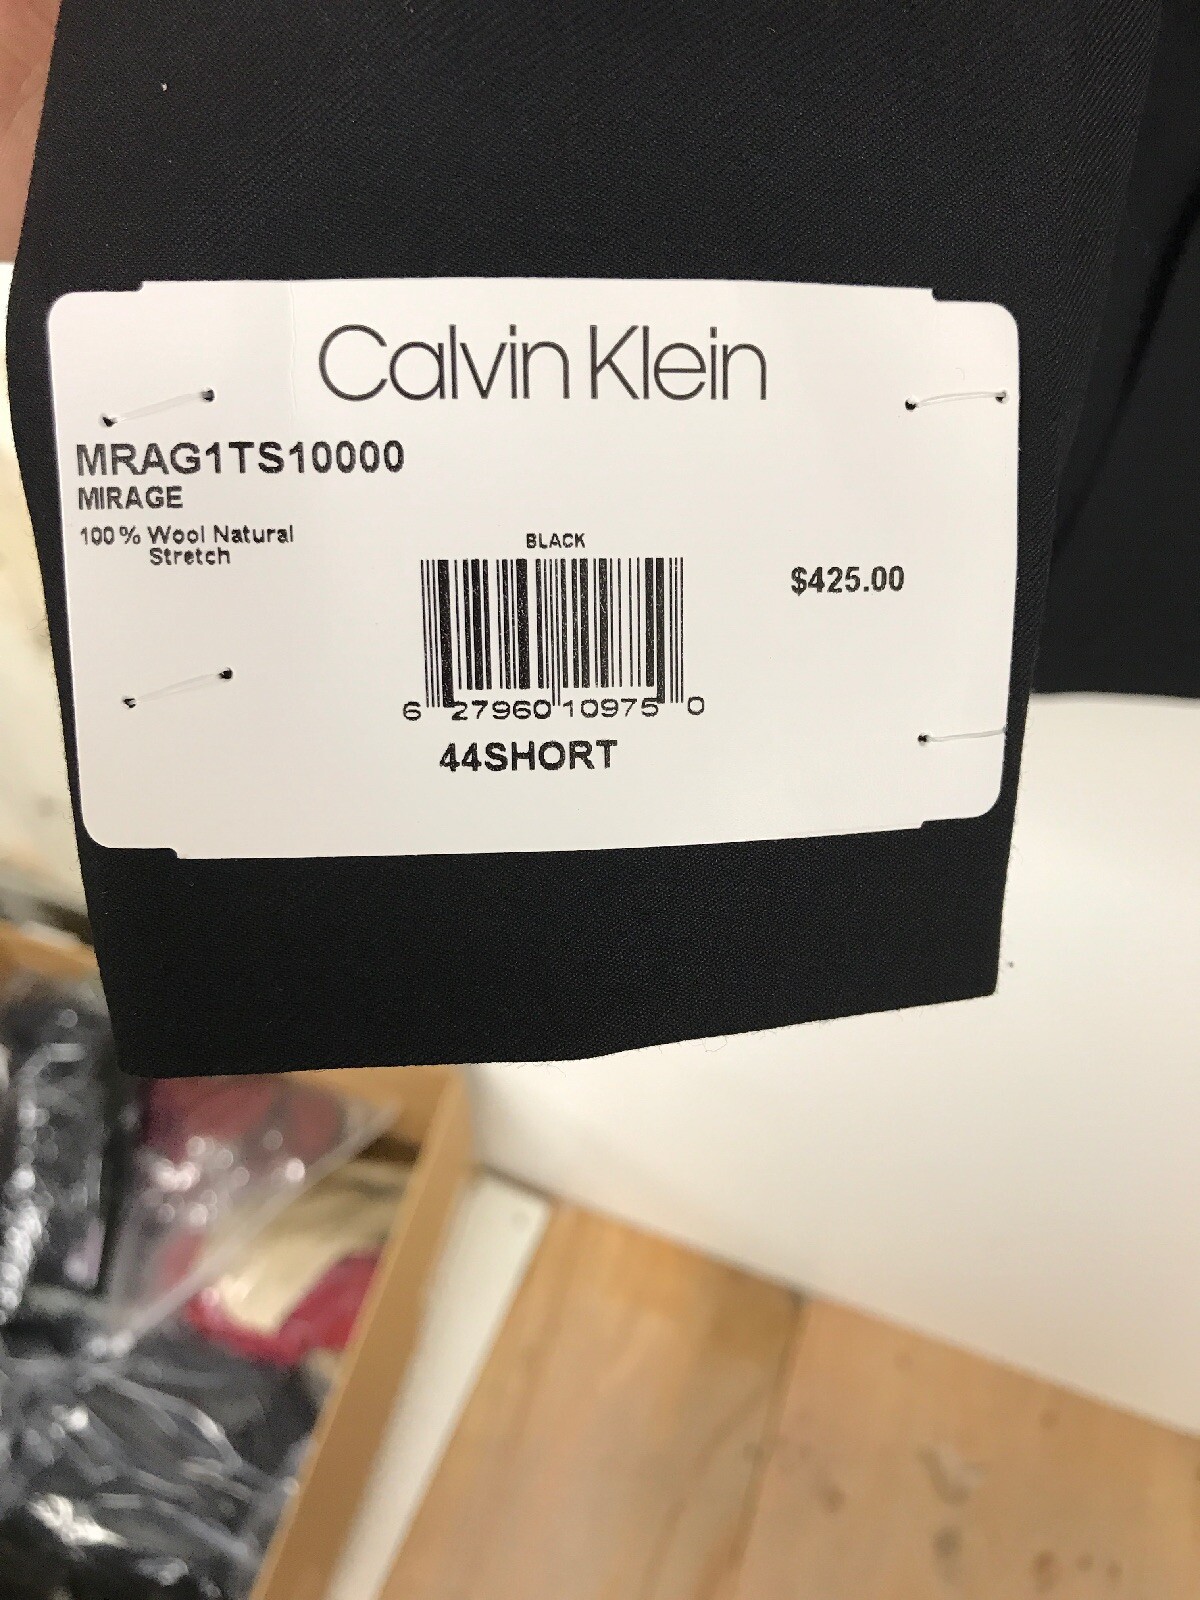 Calvin Klein
MRAG1TS10000
MIRAGE
100% Wool Natural
Stretch
BLACK
$425.00
6 27960 10975 0
44SHORT